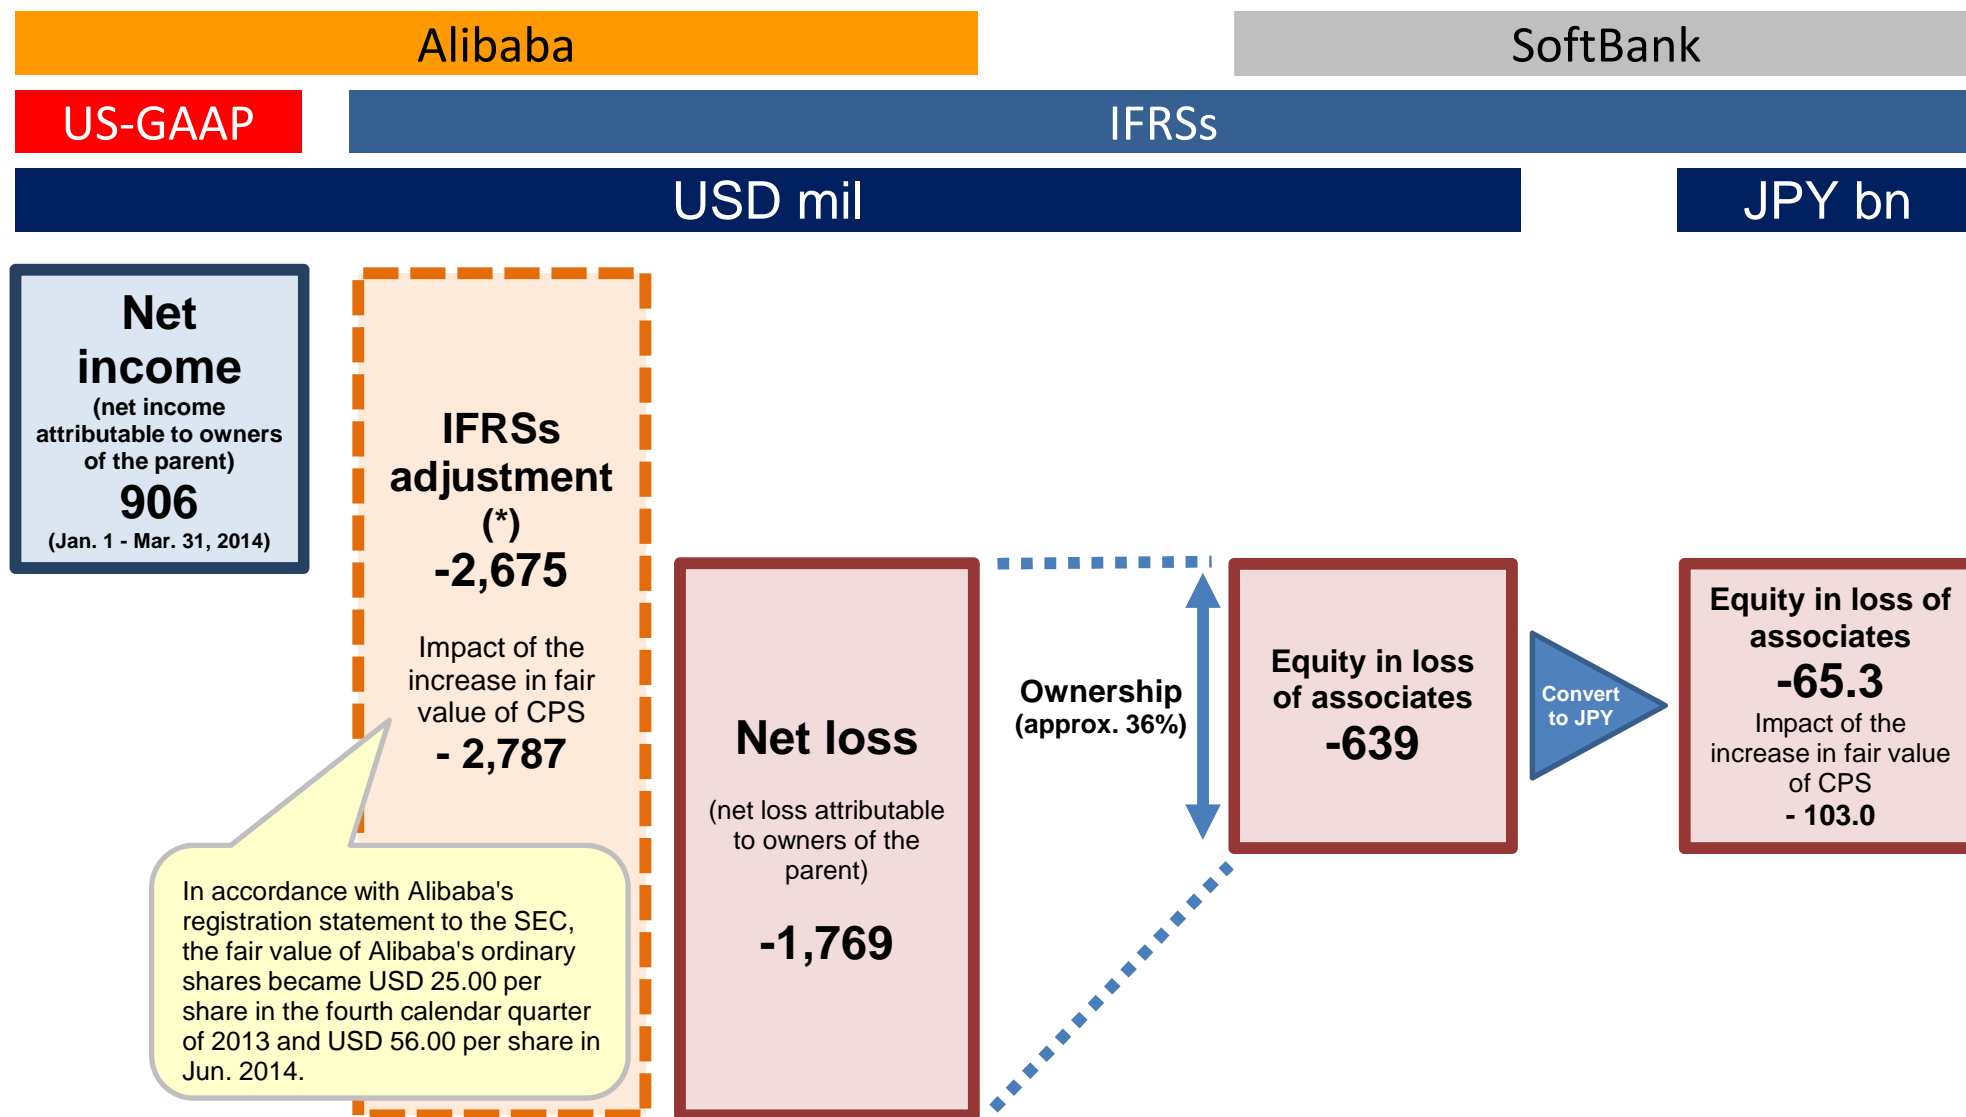 Alibaba
SoftBank
US-GAAP
IFRSs
USD mil
JPY bn
Net
income
(net income
attributable to owners
of the parent)
906
(Jan. 1 - Mar. 31, 2014)
IFRSs
adjustment
(*)
-2,675
Impact of the
increase in fair
value of CPS
- 2,787
In accordance with Alibaba's
registration statement to the SEC,
the fair value of Alibaba's ordinary
shares became USD 25.00 per
share in the fourth calendar quarter
of 2013 and USD 56.00 per share in
Jun. 2014.
Net loss
(net loss attributable
to owners of the
parent)
-1,769
Ownership
(approx. 36%)
Equity in loss
of associates
-639
Convert
to JPY
Equity in loss of
associates
-65.3
Impact of the
increase in fair value
of CPS
- 103.0